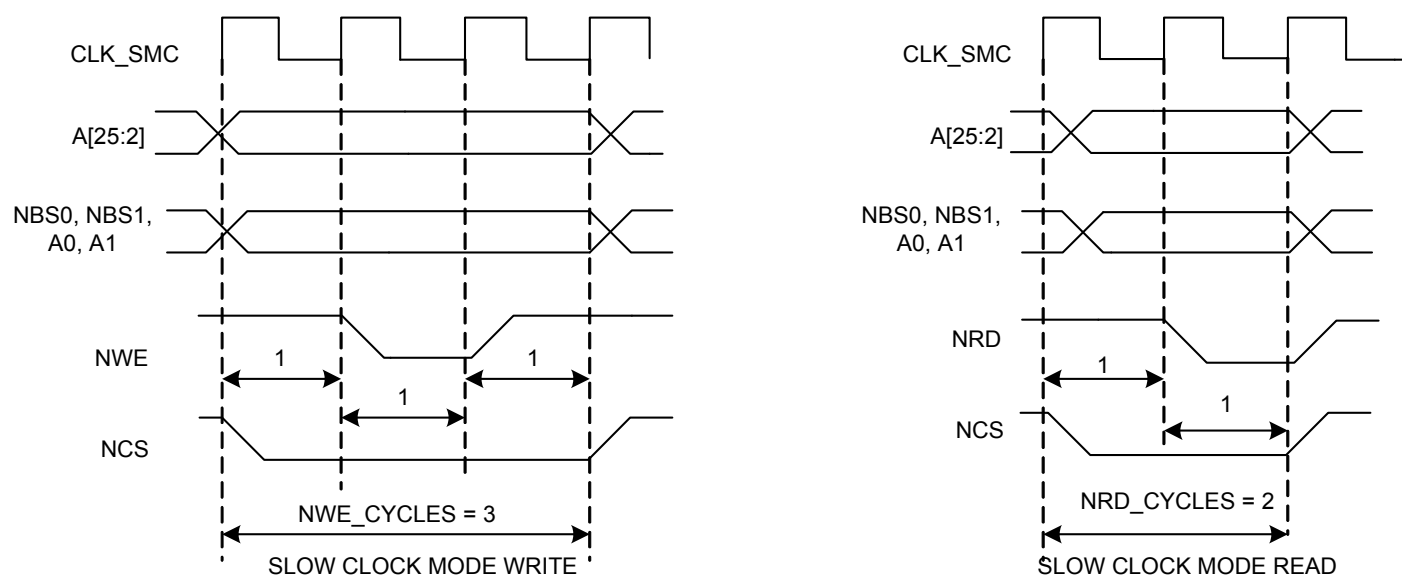 CLK_SMC
A[25:2]
NBS0, NBS1,
A0, A1
NWE
1
1
1
NCS
NWE_CYCLES = 3
SLOW CLOCK MODE WRITE
CLK_SMC
A[25:2]
NBS0, NBS1,
A0, A1
NRD
1
1
NCS
NRD_CYCLES = 2
SLOW CLOCK MODE READ